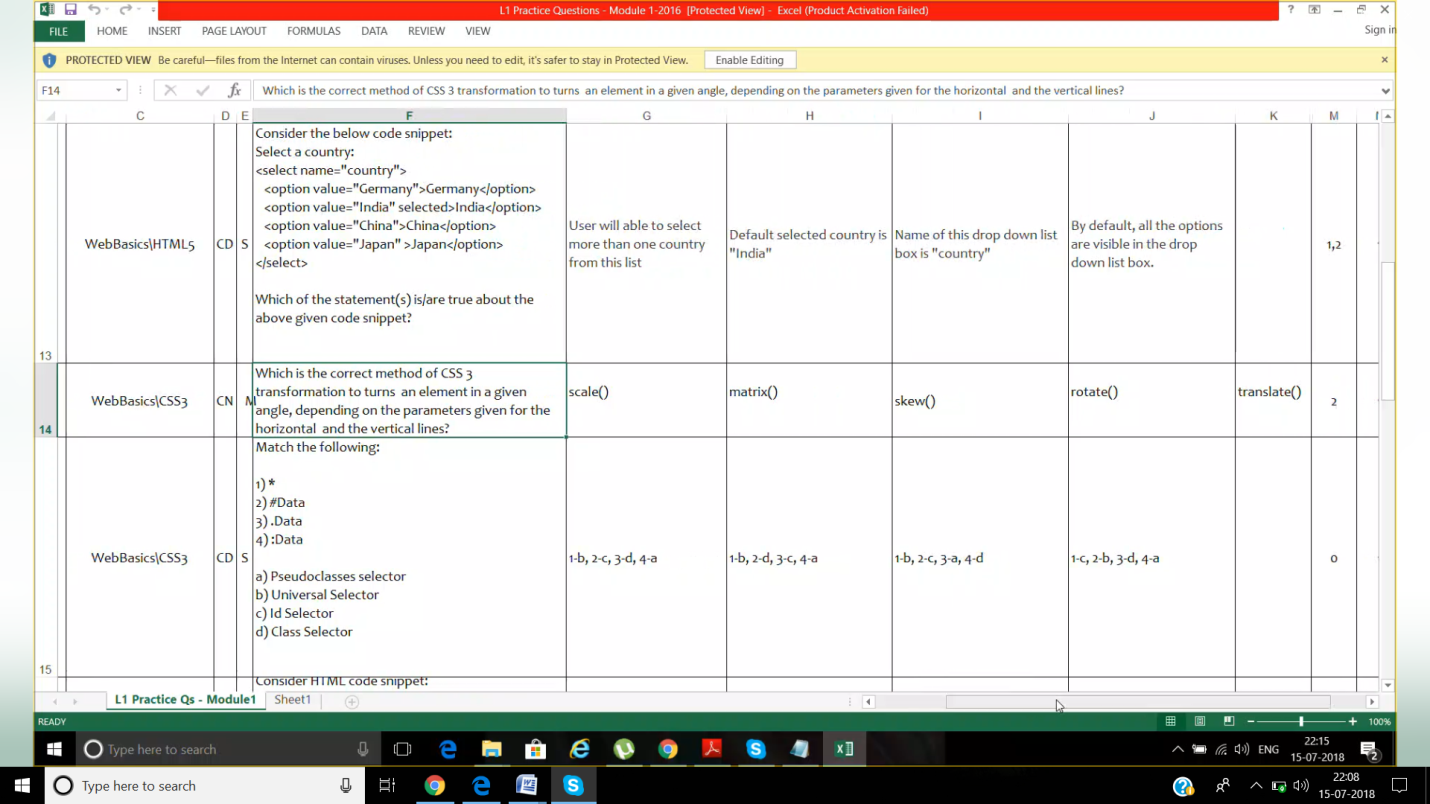 L1 Practice Questions - Module 1-2016 [Protected View] - Excel (Product Activation Failed)
FILE HOME INSERT PAGE LAYOUT FORMULAS DATA REVIEW VIEW Sign in
PROTECTED VIEW Be careful—files from the Internet can contain viruses. Unless you need to edit, it's safer to stay in Protected View. Enable Editing
F14 fx Which is the correct method of CSS 3 transformation to turns an element in a given angle, depending on the parameters given for the horizontal and the vertical lines?
C D E F G H I J K M
13
WebBasics\HTML5
CD
S
Consider the below code snippet:
Select a country:
<select name="country">
<option value="Germany">Germany</option>
<option value="India" selected>India</option>
<option value="China">China</option>
<option value="Japan" >Japan</option>
</select>
Which of the statement(s) is/are true about the
above given code snippet?
User will able to select
more than one country
from this list
Default selected country is
"India"
Name of this drop down list
box is "country"
By default, all the options
are visible in the drop
down list box.
1,2
14
WebBasics\CSS3
CN
M
Which is the correct method of CSS 3
transformation to turns an element in a given
angle, depending on the parameters given for the
horizontal and the vertical lines?
scale()
matrix()
skew()
rotate()
translate()
2
15
WebBasics\CSS3
CD
S
Match the following:
1) *
2) #Data
3) .Data
4) :Data
a) Pseudoclasses selector
b) Universal Selector
c) Id Selector
d) Class Selector
1-b, 2-c, 3-d, 4-a
1-b, 2-d, 3-c, 4-a
1-b, 2-c, 3-a, 4-d
1-c, 2-b, 3-d, 4-a
0
Consider HTML code snippet:
L1 Practice Qs - Module1 Sheet1
READY 100%
Type here to search ENG 22:15
15-07-2018 2
Type here to search 22:08
15-07-2018